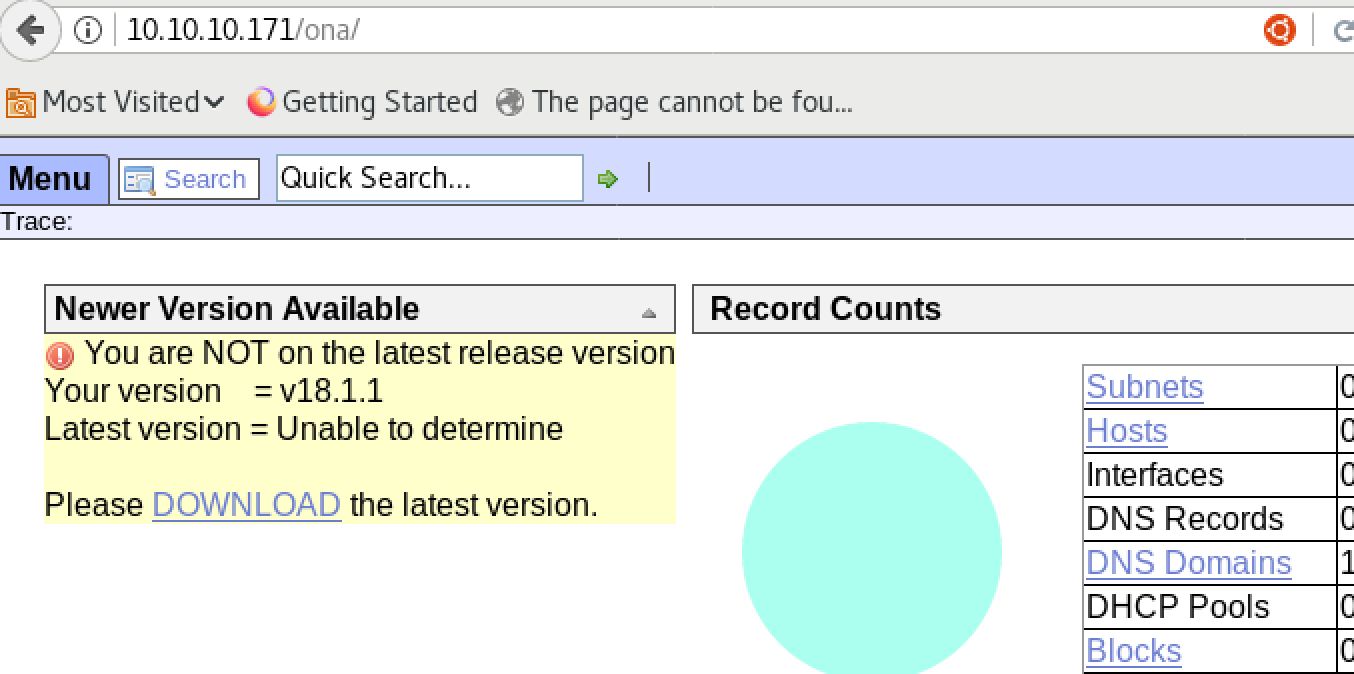 10.10.10.171/ona/
Most Visited Getting Started The page cannot be fou...
Menu Search Quick Search...
Trace:
Newer Version Available
You are NOT on the latest release version
Your version = v18.1.1
Latest version = Unable to determine
Please DOWNLOAD the latest version.
Record Counts
Subnets 0
Hosts 0
Interfaces 0
DNS Records 0
DNS Domains 1
DHCP Pools 0
Blocks 0